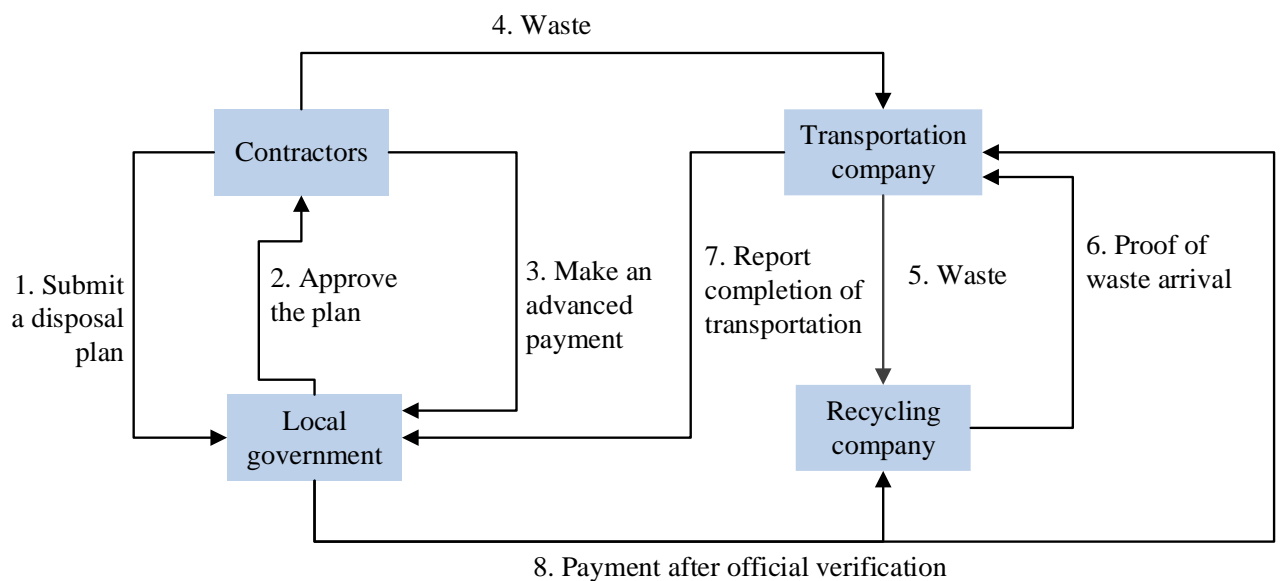 4. Waste
Contractors
Transportation
company
1. Submit
a disposal
plan
2. Approve
the plan
3. Make an
advanced
payment
7. Report
completion of
transportation
5. Waste
6. Proof of
waste arrival
Local
government
Recycling
company
8. Payment after official verification